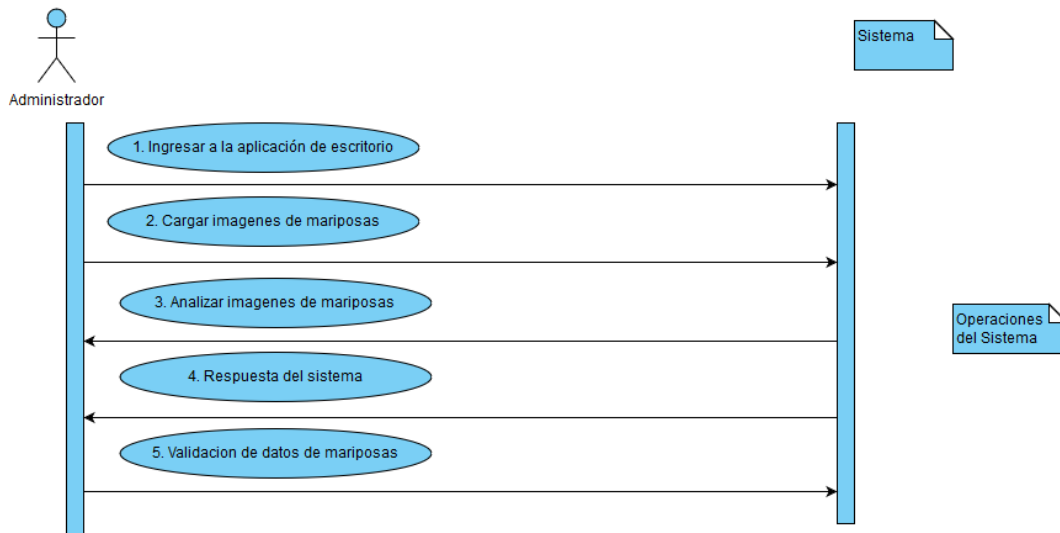 Sistema
Administrador
1. Ingresar a la aplicación de escritorio
2. Cargar imagenes de mariposas
3. Analizar imagenes de mariposas
Operaciones
del Sistema
4. Respuesta del sistema
5. Validacion de datos de mariposas